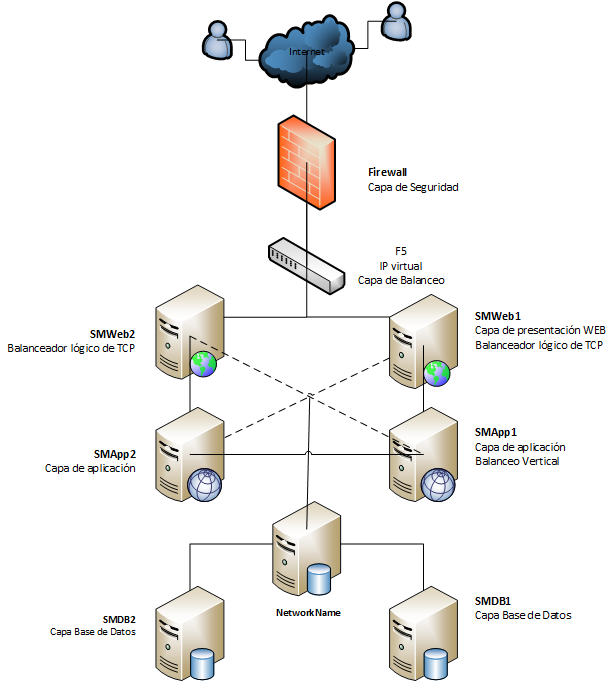 Internet
Firewall
Capa de Seguridad
F5
IP virtual
Capa de Balanceo
SMWeb2
Balanceador lógico de TCP
SMWeb1
Capa de presentación WEB
Balanceador lógico de TCP
SMApp2
Capa de aplicación
SMApp1
Capa de aplicación
Balanceo Vertical
NetworkName
SMDB2
Capa Base de Datos
SMDB1
Capa Base de Datos